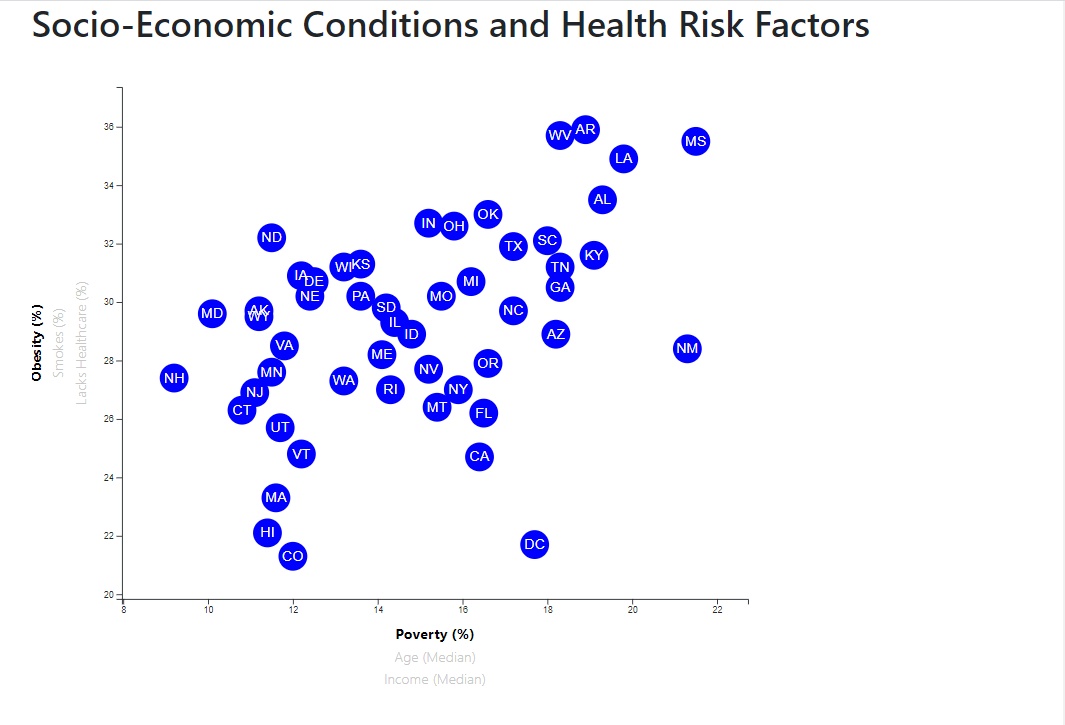 Socio-Economic Conditions and Health Risk Factors
36
34
32
30
28
26
24
22
20
8
10
12
14
16
18
20
22
Obesity (%)
Smokes (%)
Lacks Healthcare (%)
WV
AR
MS
LA
AL
OK
IN
OH
ND
SC
TX
KY
WI
KS
TN
IA
DE
MI
GA
NE
PA
MO
SD
AK
WY
MD
NC
IL
ID
AZ
VA
NM
ME
OR
NV
MN
NH
WA
RI
NY
NJ
MT
CT
FL
UT
VT
CA
MA
HI
DC
CO
Poverty (%)
Age (Median)
Income (Median)